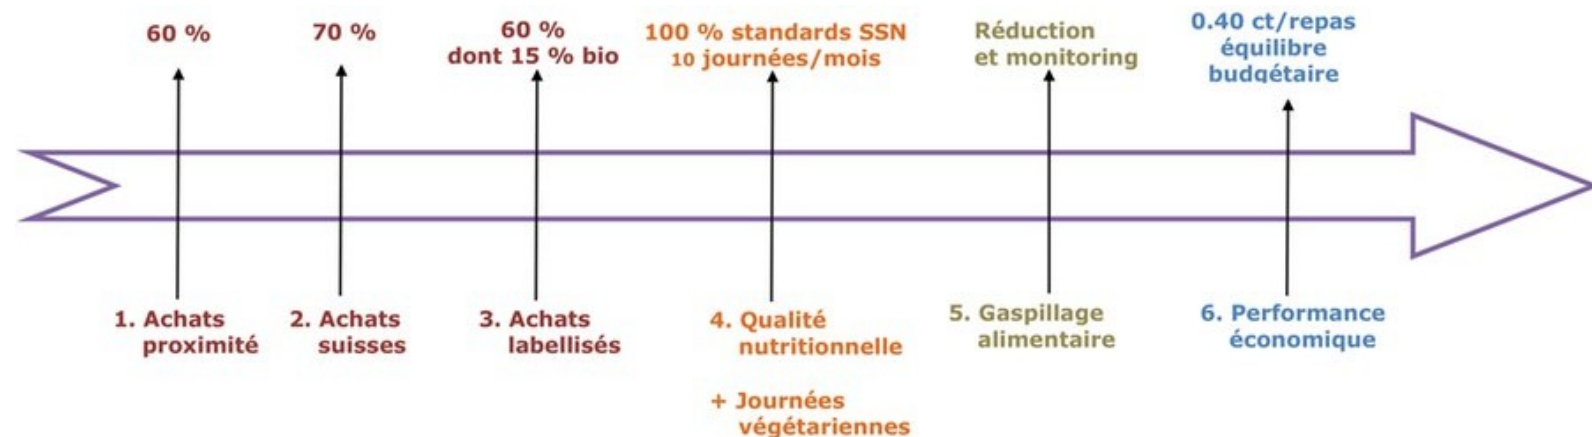 60 %
70 %
60 %
dont 15 % bio
100 % standards SSN
10 journées/mois
Réduction
et monitoring
0.40 ct/repas
équilibre
budgétaire
1. Achats
proximité
2. Achats
suisses
3. Achats
labellisés
4. Qualité
nutritionnelle
+ Journées
végétariennes
5. Gaspillage
alimentaire
6. Performance
économique